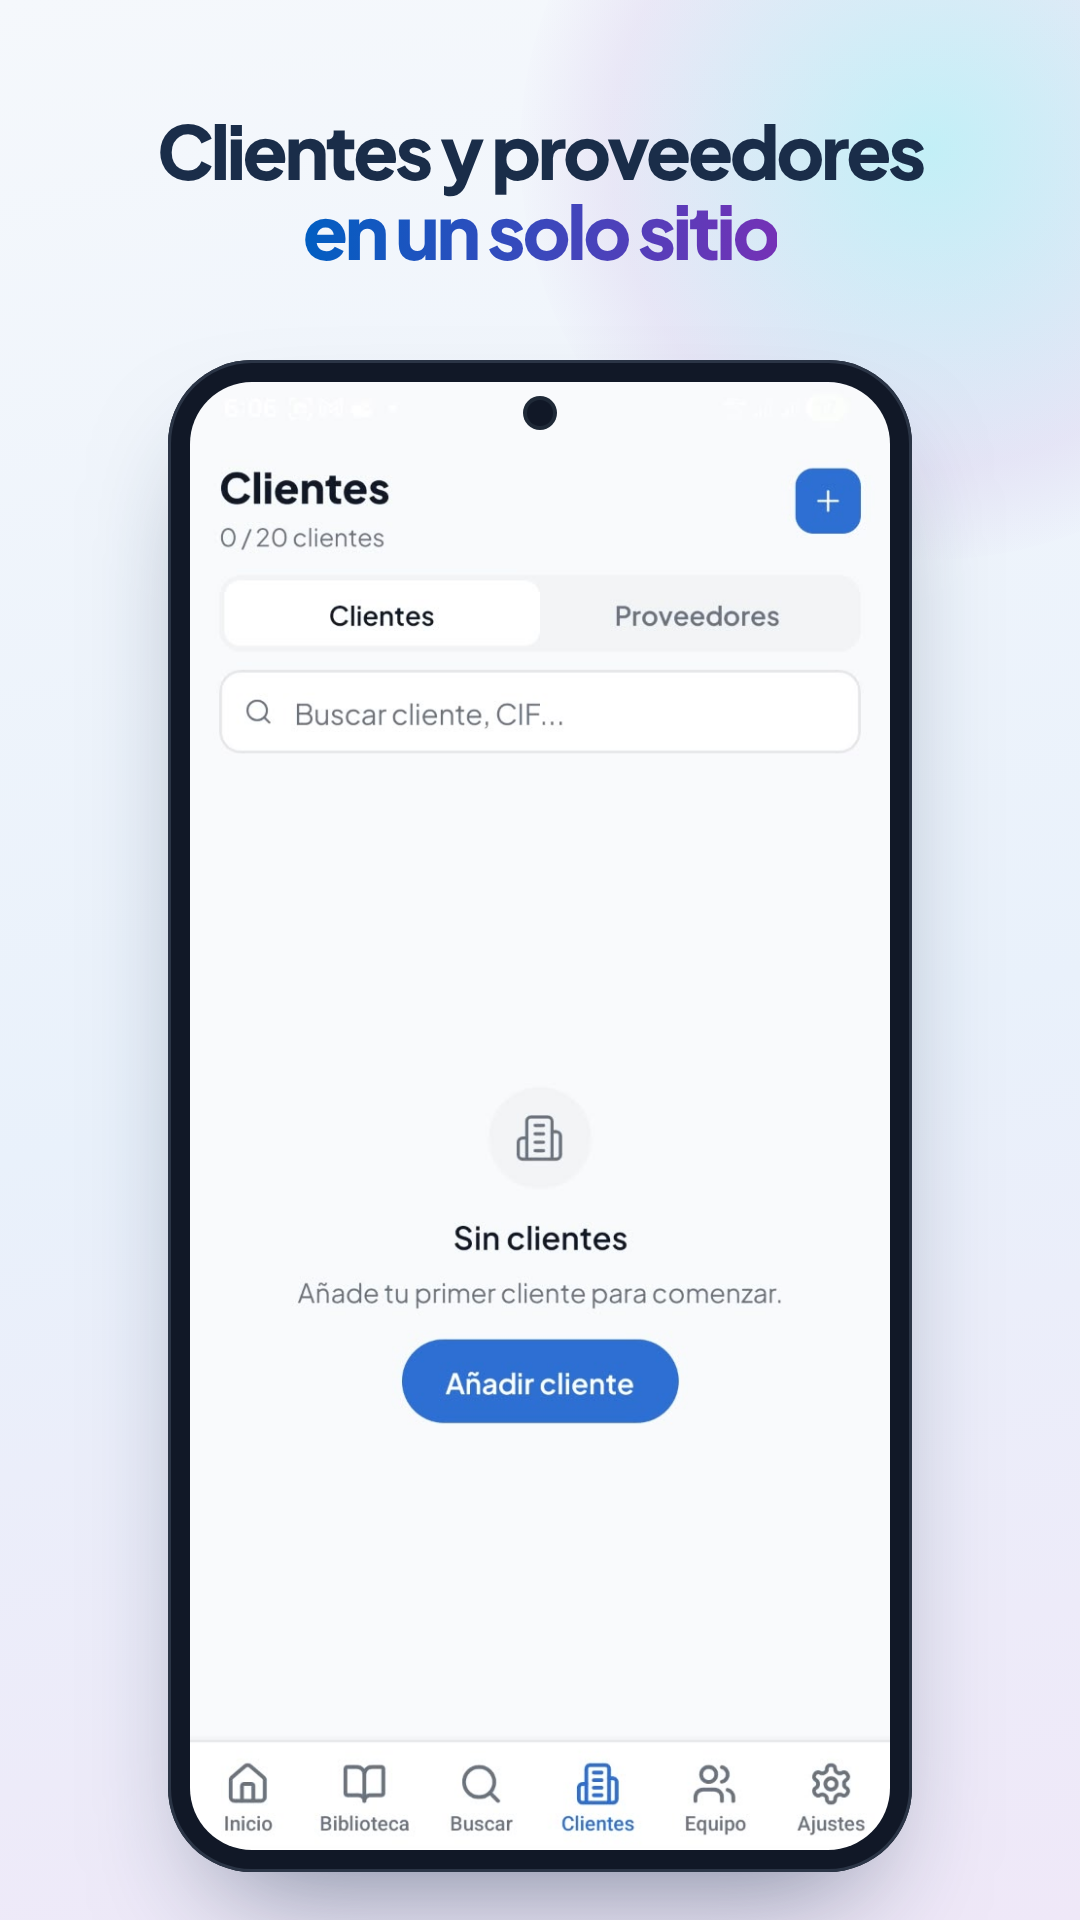 Clientes y proveedores
en un solo sitio
Clientes
0 / 20 clientes
Clientes
Proveedores
Buscar cliente, CIF...
Sin clientes
Añade tu primer cliente para comenzar.
Añadir cliente
Inicio
Biblioteca
Buscar
Clientes
Equipo
Ajustes